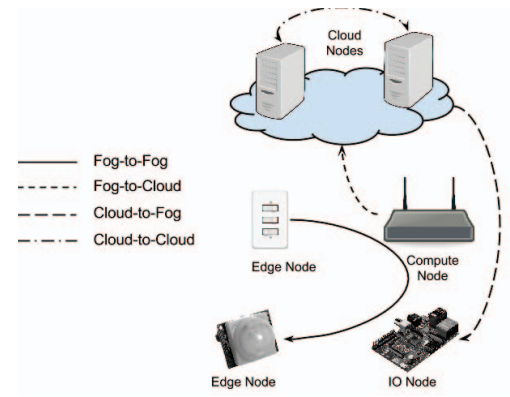 Cloud
Nodes
Fog-to-Fog
Fog-to-Cloud
Cloud-to-Fog
Cloud-to-Cloud
Edge Node
Compute
Node
Edge Node
IO Node